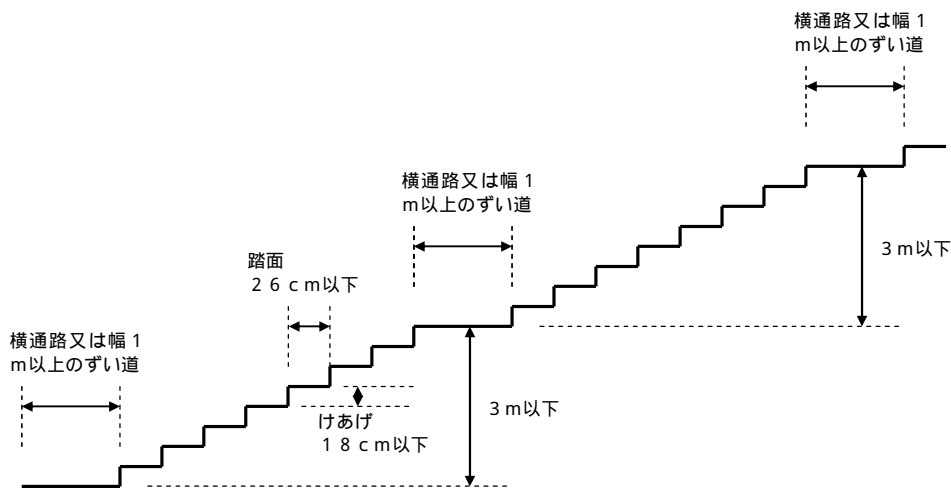 横通路又は幅１
ｍ以上のずい道
横通路又は幅１
ｍ以上のずい道
踏面
２６ｃｍ以下
３ｍ以下
横通路又は幅１
ｍ以上のずい道
けあげ
１８ｃｍ以下
３ｍ以下